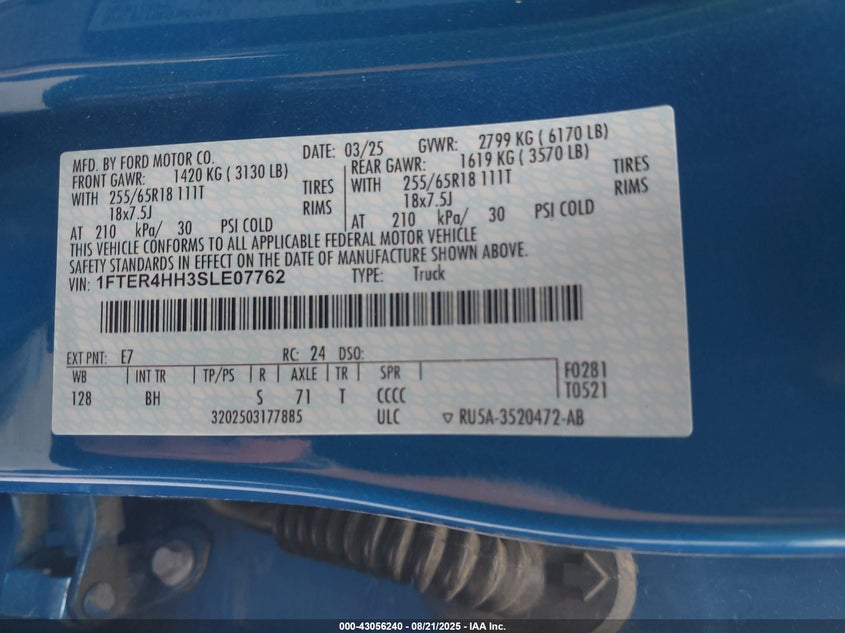 MFD. BY FORD MOTOR CO. DATE: 03/25 GVWR: 2799 KG ( 6170 LB)
FRONT GAWR: 1420 KG ( 3130 LB) REAR GAWR: 1619 KG ( 3570 LB)
WITH 255/65R18 111T TIRES WITH 255/65R18 111T TIRES
18x7.5J RIMS 18x7.5J RIMS
AT 210 kPa/ 30 PSI COLD AT 210 kPa/ 30 PSI COLD
THIS VEHICLE CONFORMS TO ALL APPLICABLE FEDERAL MOTOR VEHICLE
SAFETY STANDARDS IN EFFECT ON THE DATE OF MANUFACTURE SHOWN ABOVE.
VIN: 1FTER4HH3SLE07762 TYPE: Truck
EXT PNT: E7 RC: 24 DSO:
WB INT TR TP/PS R AXLE TR SPR F0281
128 BH S 71 T CCCC T0521
3202503177885 ULC ▽ RU5A-3520472-AB
000-43056240 - 08/21/2025 - IAA Inc.